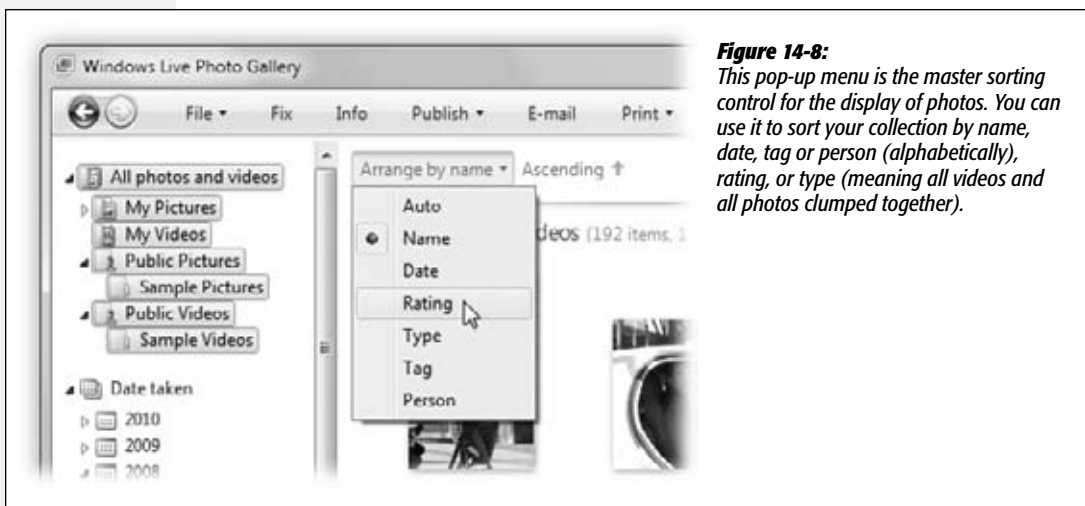 Windows Live Photo Gallery
File Fix Info Publish E-mail Print
All photos and videos
My Pictures
My Videos
Public Pictures
Sample Pictures
Public Videos
Sample Videos
Date taken
2010
2009
2008
Arrange by name Ascending
Auto
Name
Date
Rating
Type
Tag
Person
(192 items,
Figure 14-8:
This pop-up menu is the master sorting
control for the display of photos. You can
use it to sort your collection by name,
date, tag or person (alphabetically),
rating, or type (meaning all videos and
all photos clumped together).